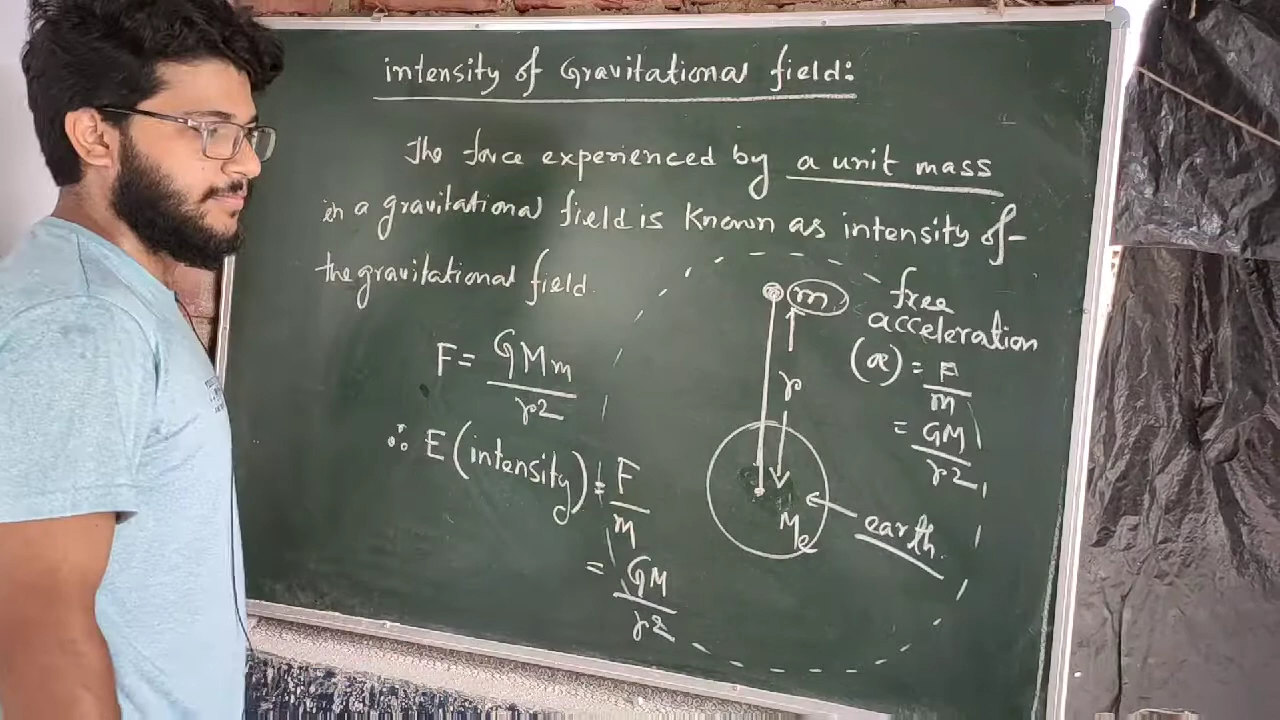 intensity of Gravitational field:
The force experienced by a unit mass
in a gravitational field is known as intensity of
the gravitational field.
F = GMm
r2
∴ E (intensity) = F
m
= GM
r2
m
r
Me
earth.
free
acceleration
(a) = F
m
= GM
r2